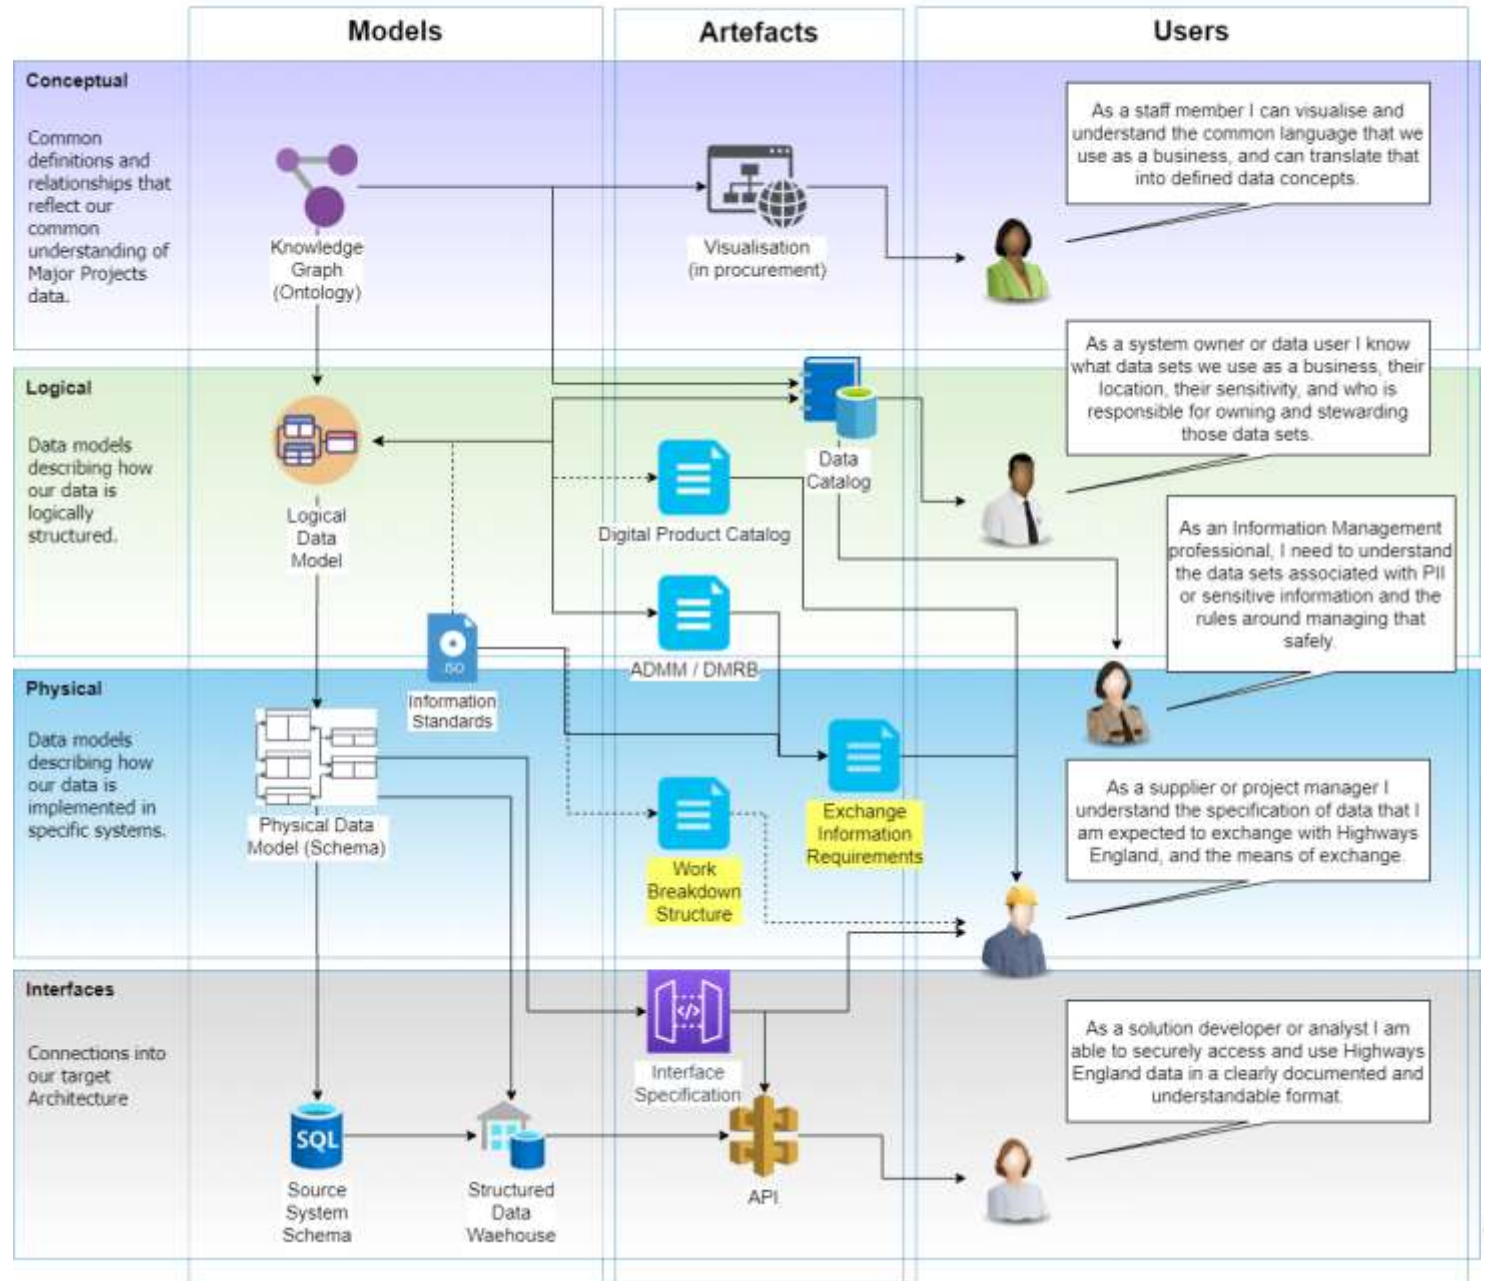 Models
Artefacts
Users
Conceptual
Common
definitions and
relationships that
reflect our
common
understanding of
Major Projects
data.
Knowledge
Graph
(Ontology)
Visualisation
(in procurement)
As a staff member I can visualise and
understand the common language that we
use as a business, and can translate that
into defined data concepts.
Logical
Data models
describing how
our data is
logically
structured.
Logical
Data
Model
Data
Catalog
Digital Product Catalog
ADMM / DMRB
ISO
Information
Standards
As a system owner or data user I know
what data sets we use as a business, their
location, their sensitivity, and who is
responsible for owning and stewarding
those data sets.
As an Information Management
professional, I need to understand
the data sets associated with PII
or sensitive information and the
rules around managing that
safely.
Physical
Data models
describing how
our data is
implemented in
specific systems.
Physical Data
Model (Schema)
Exchange
Information
Requirements
Work
Breakdown
Structure
As a supplier or project manager I
understand the specification of data that I
am expected to exchange with Highways
England, and the means of exchange.
Interfaces
Connections into
our target
Architecture
</>
Interface
Specification
SQL
Source
System
Schema
Structured
Data
Waehouse
API
As a solution developer or analyst I am
able to securely access and use Highways
England data in a clearly documented and
understandable format.